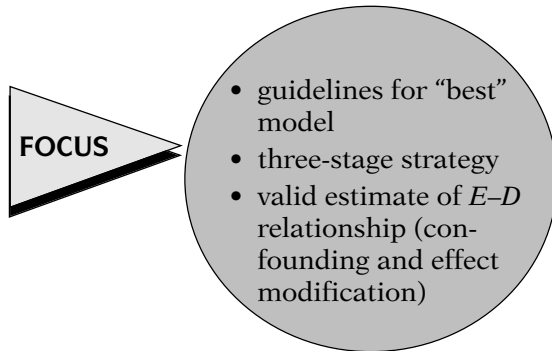 FOCUS
• guidelines for “best”
model
• three-stage strategy
• valid estimate of E–D
relationship (con-
founding and effect
modification)